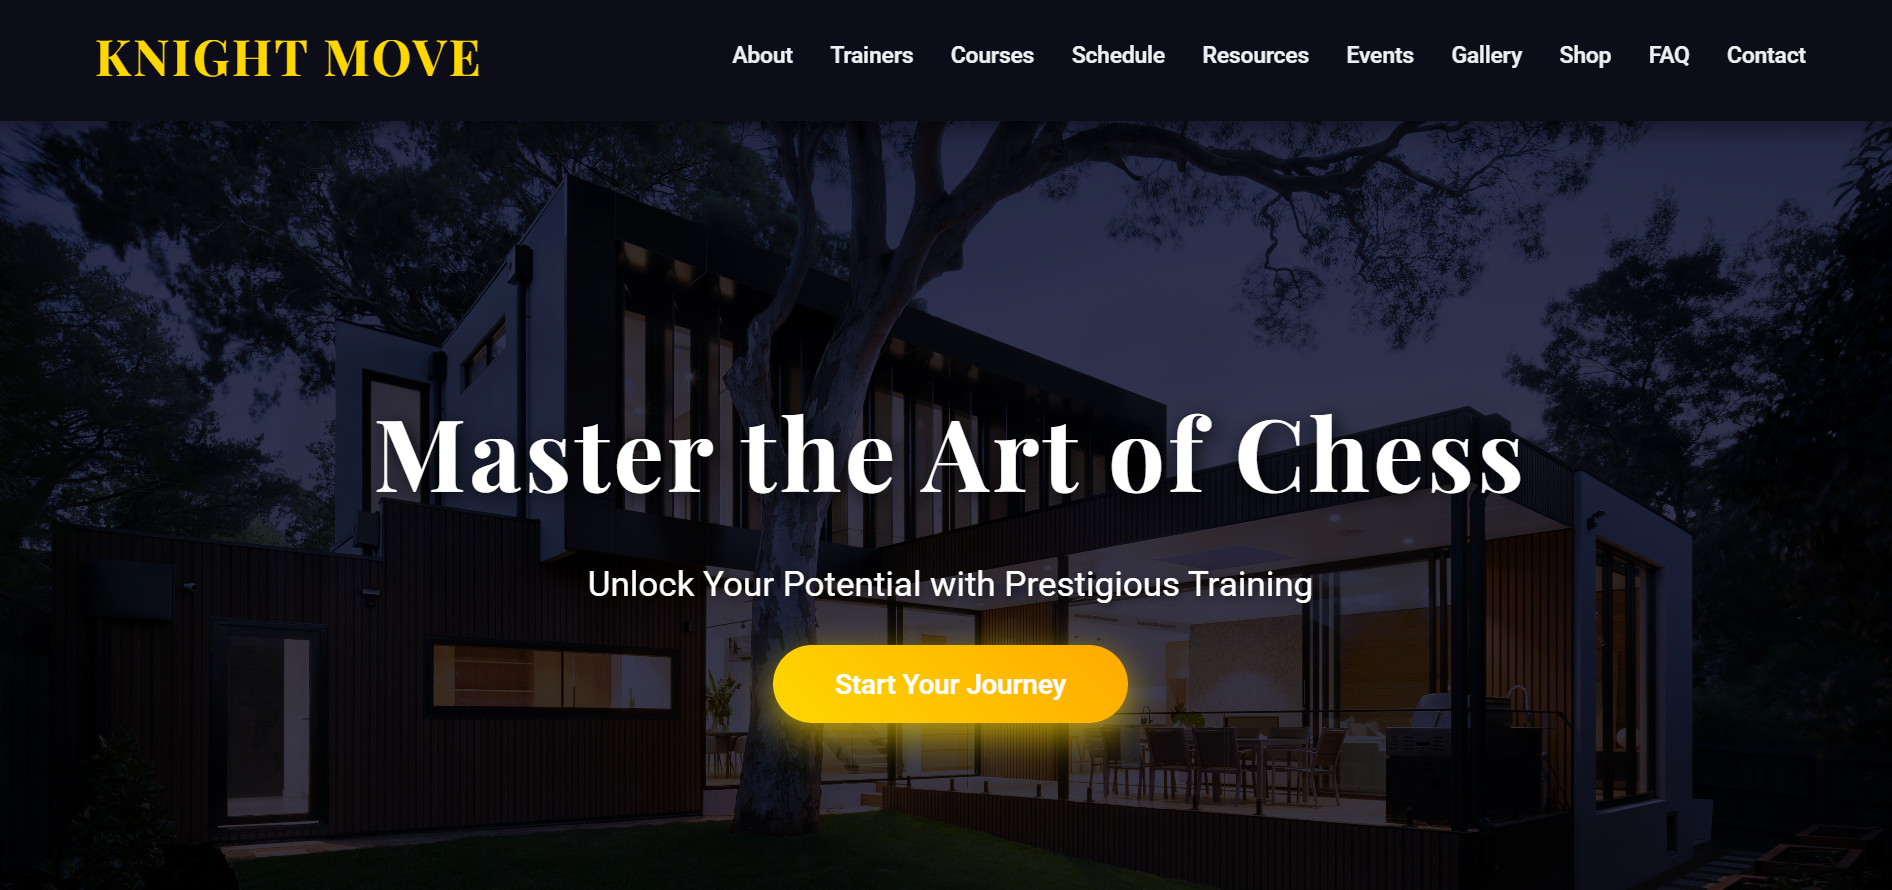 KNIGHT MOVE
About Trainers Courses Schedule Resources Events Gallery Shop FAQ Contact
Master the Art of Chess
Unlock Your Potential with Prestigious Training
Start Your Journey